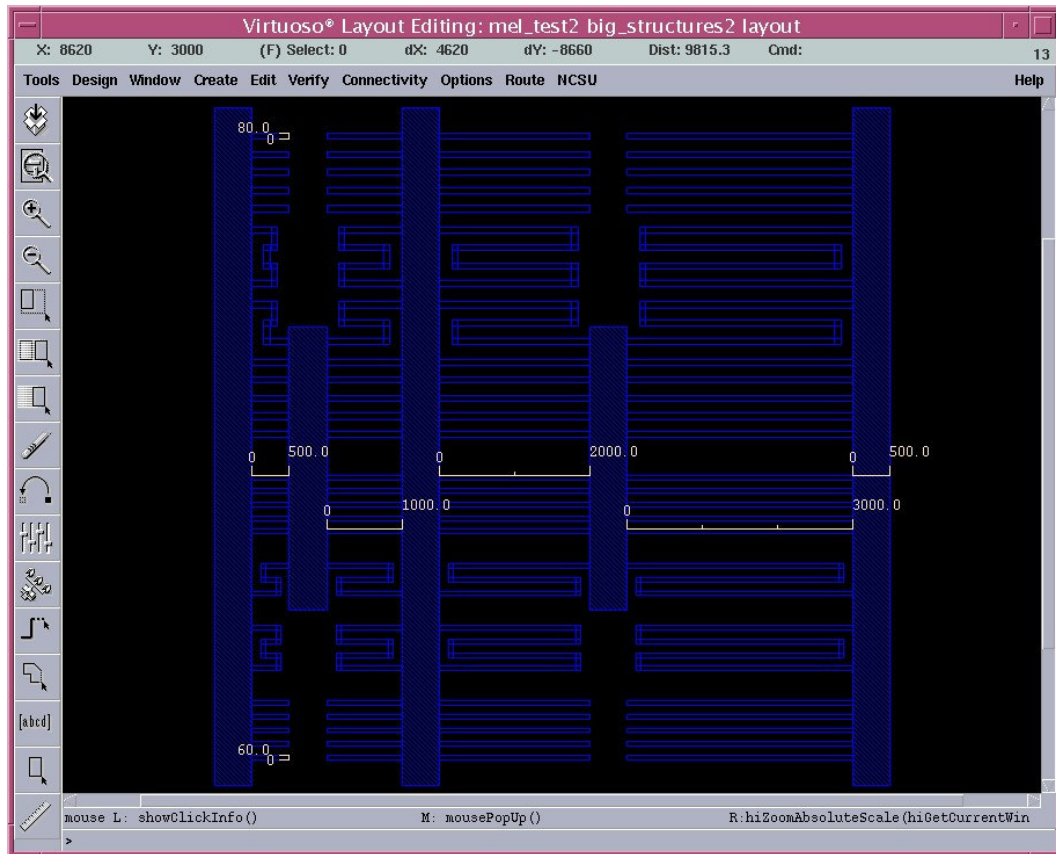 Virtuoso® Layout Editing: mel_test2 big_structures2 layout
X: 8620 Y: 3000 (F) Select: 0 dX: 4620 dY: -8660 Dist: 9815.3 Cmd: 13
Tools Design Window Create Edit Verify Connectivity Options Route NCSU Help
80.0
0
0 500.0 0 2000.0 0 500.0
0 1000.0 0 3000.0
[abcd]
60.0
0
mouse L: showClickInfo() M: mousePopUp() R:hiZoomAbsoluteScale(hiGetCurrentWin
>